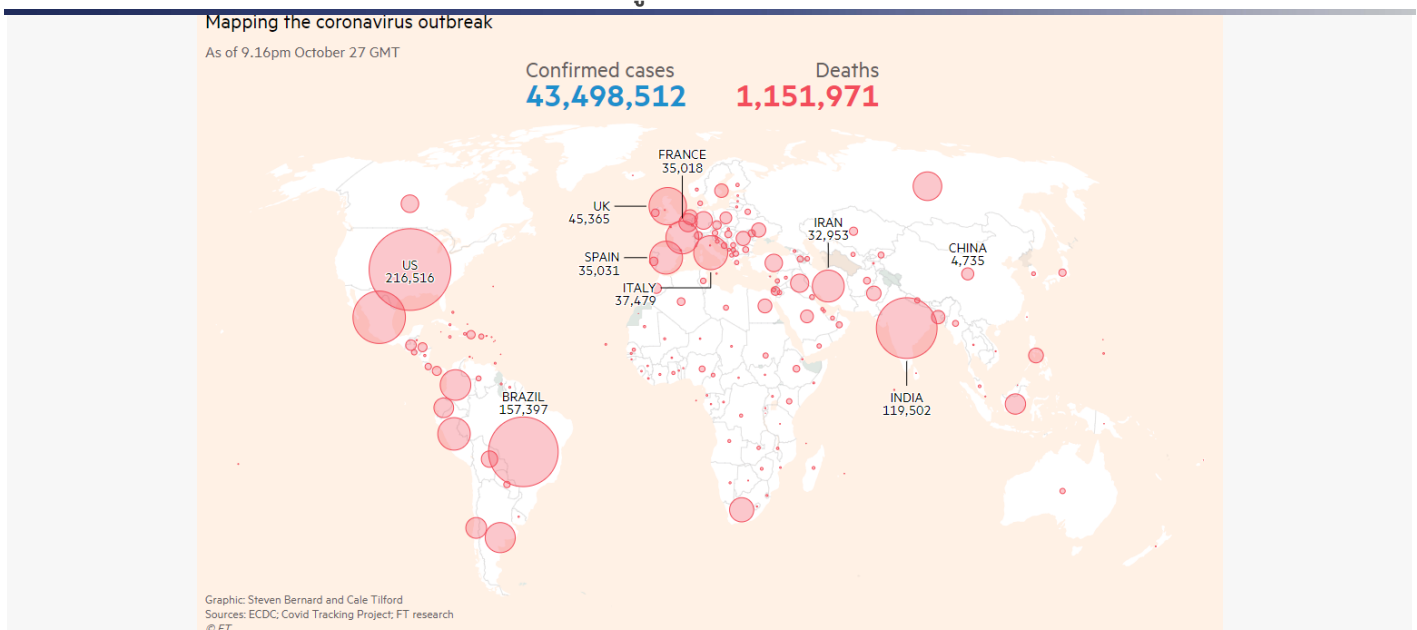 Mapping the coronavirus outbreak
As of 9.16pm October 27 GMT
Confirmed cases
43,498,512
Deaths
1,151,971
FRANCE
35,018
UK
45,365
IRAN
32,953
CHINA
4,735
SPAIN
35,031
US
216,516
ITALY
37,479
BRAZIL
157,397
INDIA
119,502
Graphic: Steven Bernard and Cale Tilford
Sources: ECDC; Covid Tracking Project; FT research
© FT